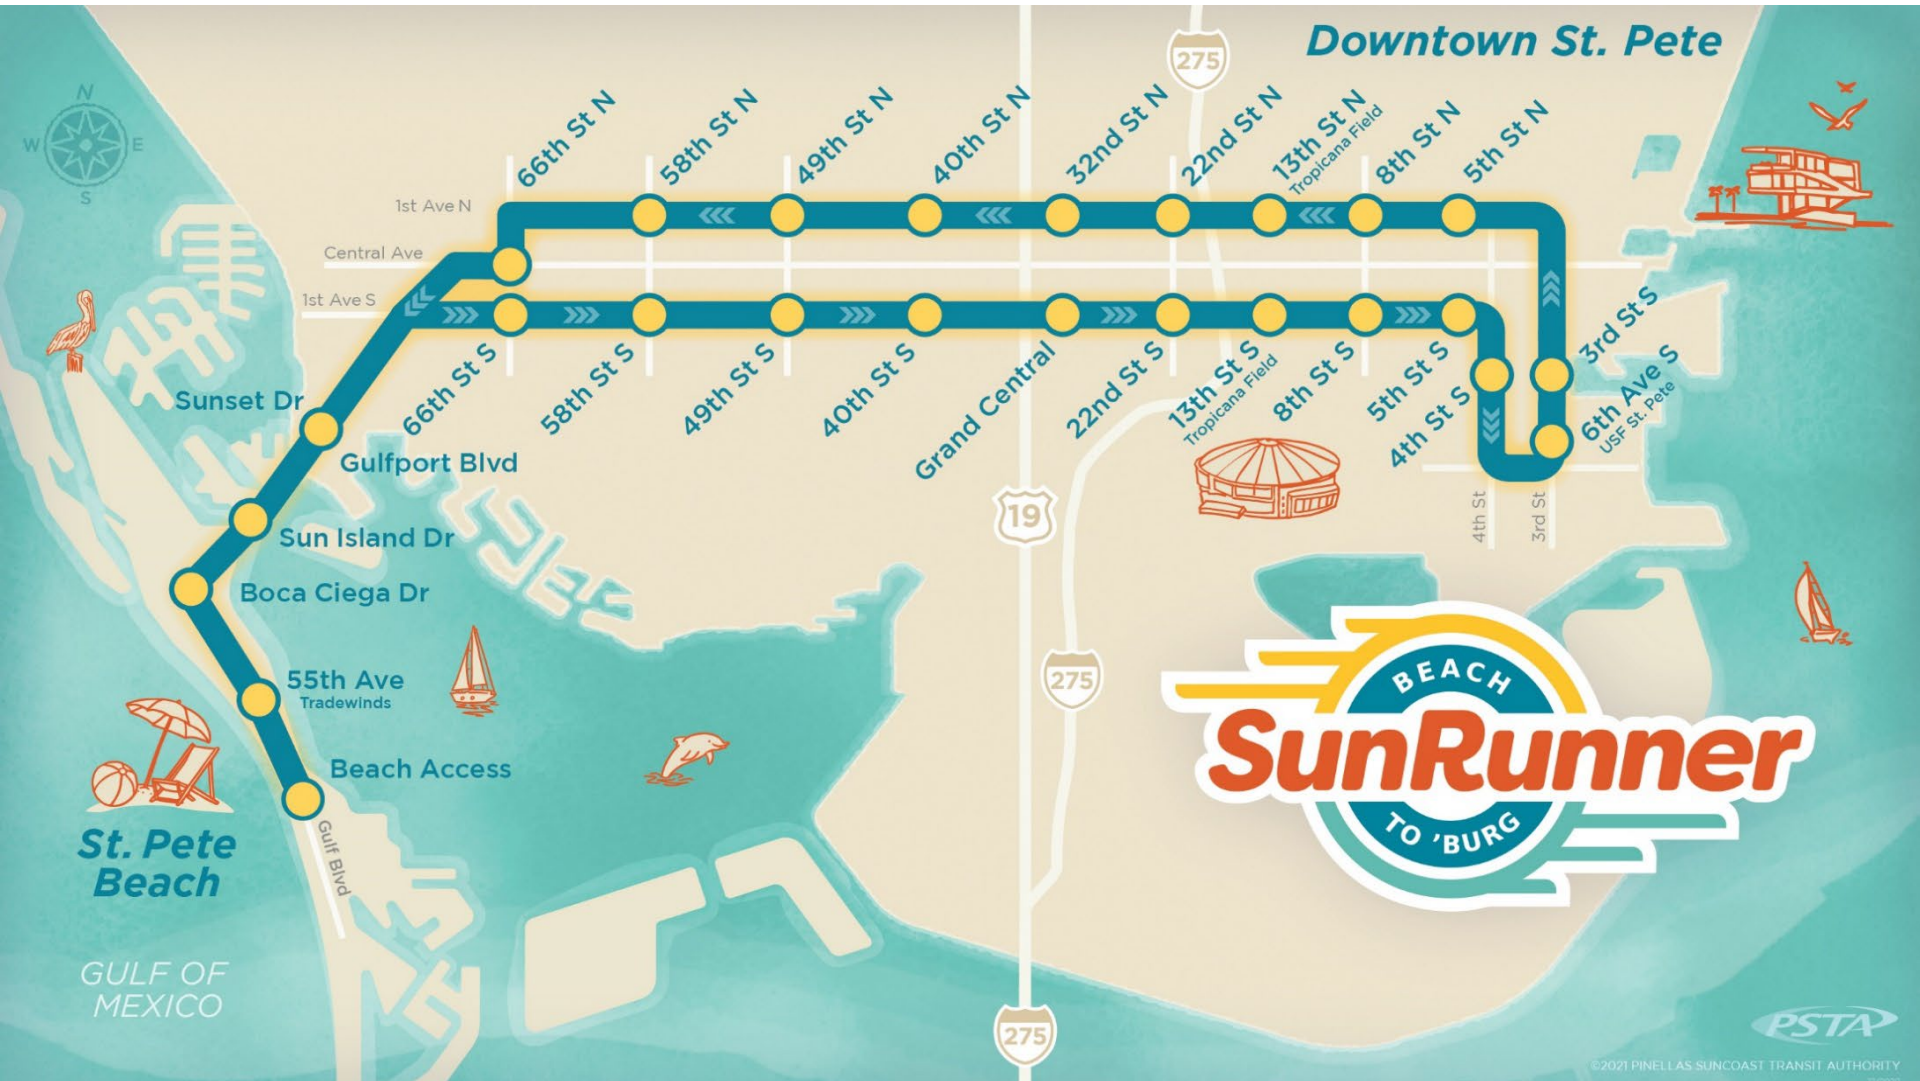 Downtown St. Pete
275
N
W
E
S
66th St N
58th St N
49th St N
40th St N
32nd St N
22nd St N
13th St N
Tropicana Field
8th St N
5th St N
1st Ave N
Central Ave
1st Ave S
3rd St S
6th Ave S
USF St. Pete
66th St S
58th St S
49th St S
40th St S
Grand Central
22nd St S
13th St S
Tropicana Field
8th St S
5th St S
4th St S
4th St
3rd St
Sunset Dr
Gulfport Blvd
19
Sun Island Dr
Boca Ciega Dr
55th Ave
Tradewinds
275
Beach Access
Gulf Blvd
St. Pete
Beach
BEACH
SunRunner
TO 'BURG
GULF OF
MEXICO
275
PSTA
©2021 PINELLAS SUNCOAST TRANSIT AUTHORITY